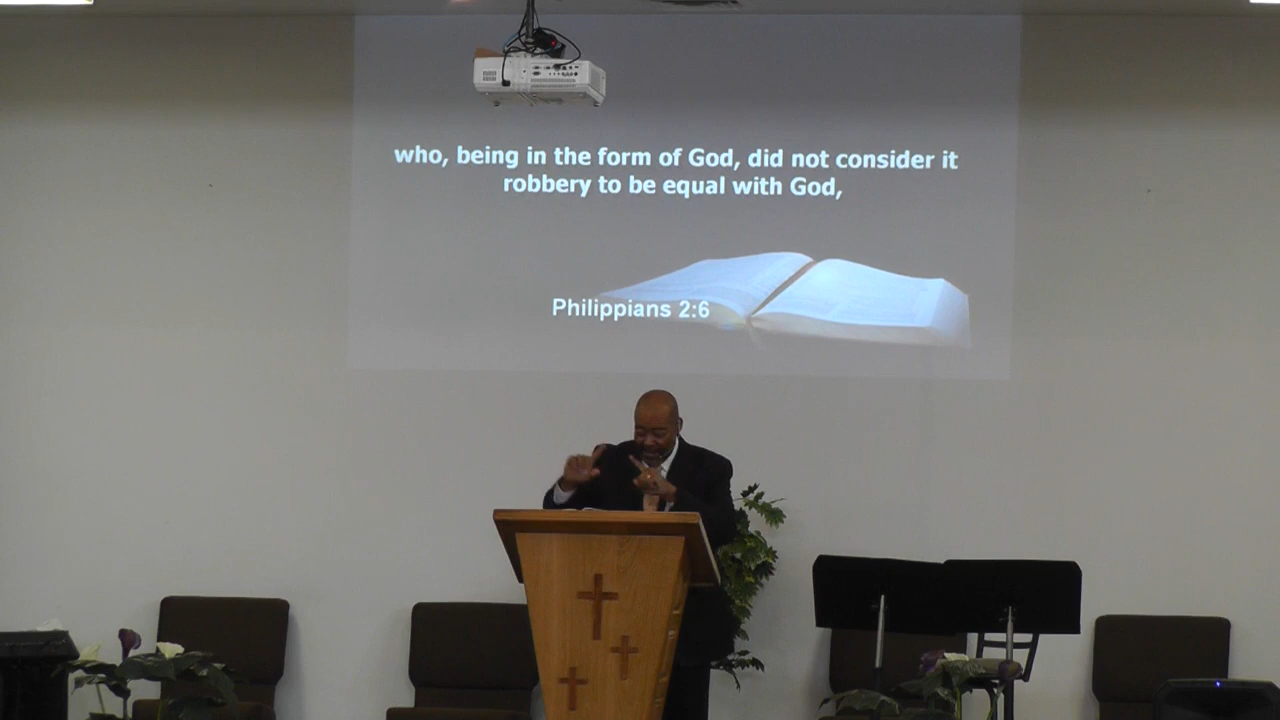 who, being in the form of God, did not consider it
robbery to be equal with God,
Philippians 2:6